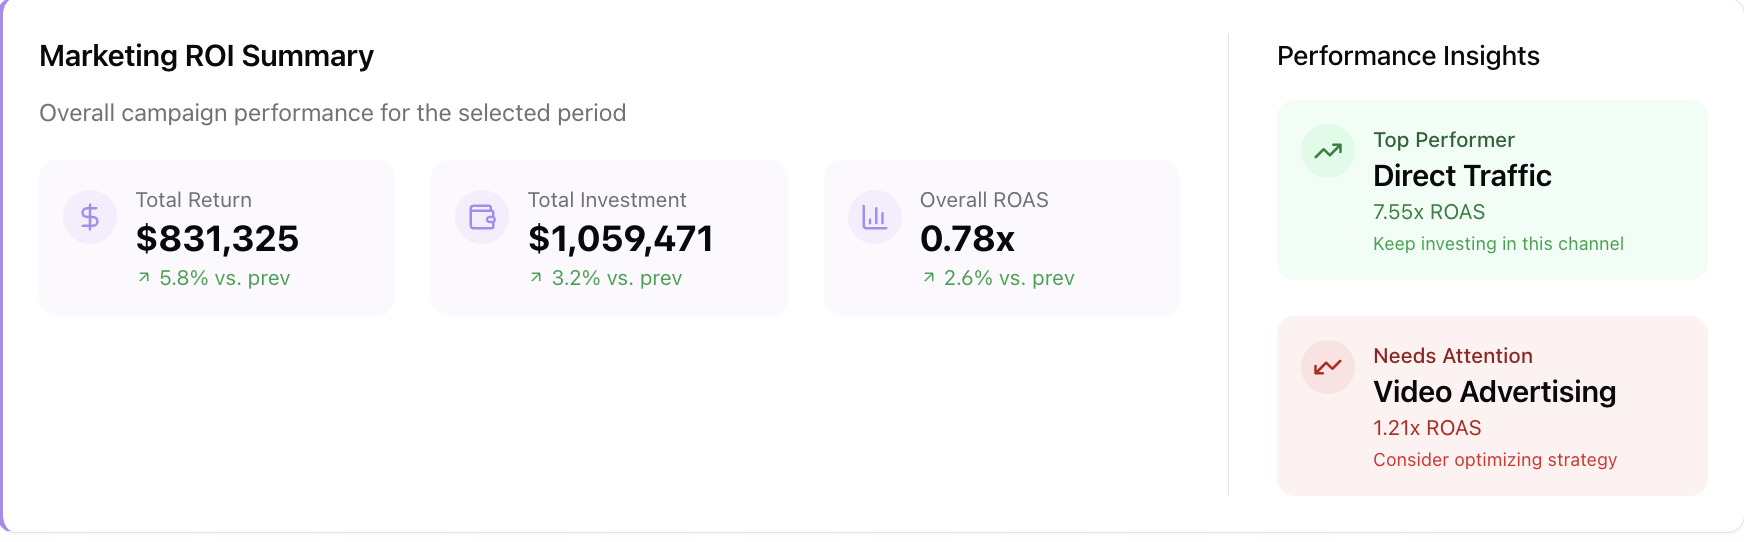 Marketing ROI Summary
Overall campaign performance for the selected period
Total Return
$831,325
5.8% vs. prev
Total Investment
$1,059,471
3.2% vs. prev
Overall ROAS
0.78x
2.6% vs. prev
Performance Insights
Top Performer
Direct Traffic
7.55x ROAS
Keep investing in this channel
Needs Attention
Video Advertising
1.21x ROAS
Consider optimizing strategy